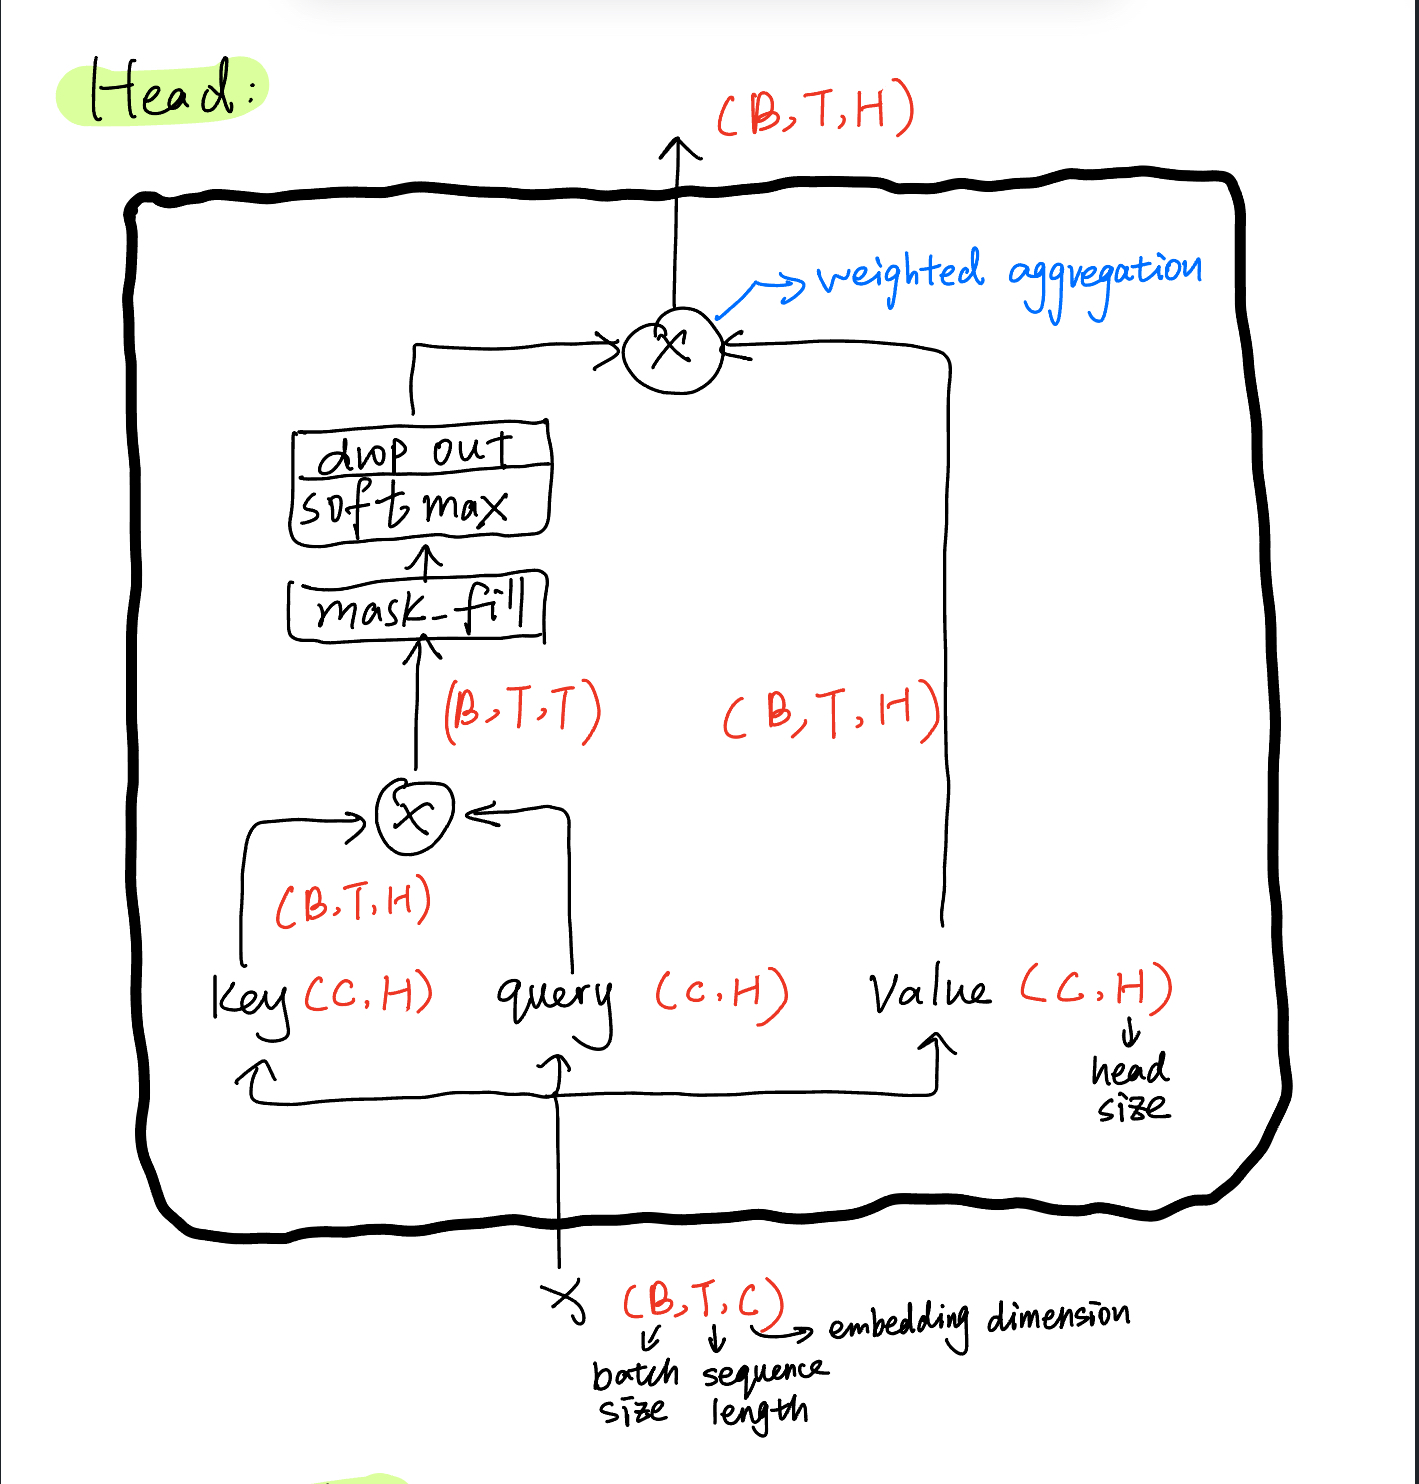 Head:
(B,T,H)
weighted aggregation
x
drop out
softmax
mask_fill
(B,T,T)
(B,T,H)
x
(B,T,H)
key (C,H)
query (C,H)
Value (C,H)
head
size
x (B,T,C)
embedding dimension
batch sequence
size length